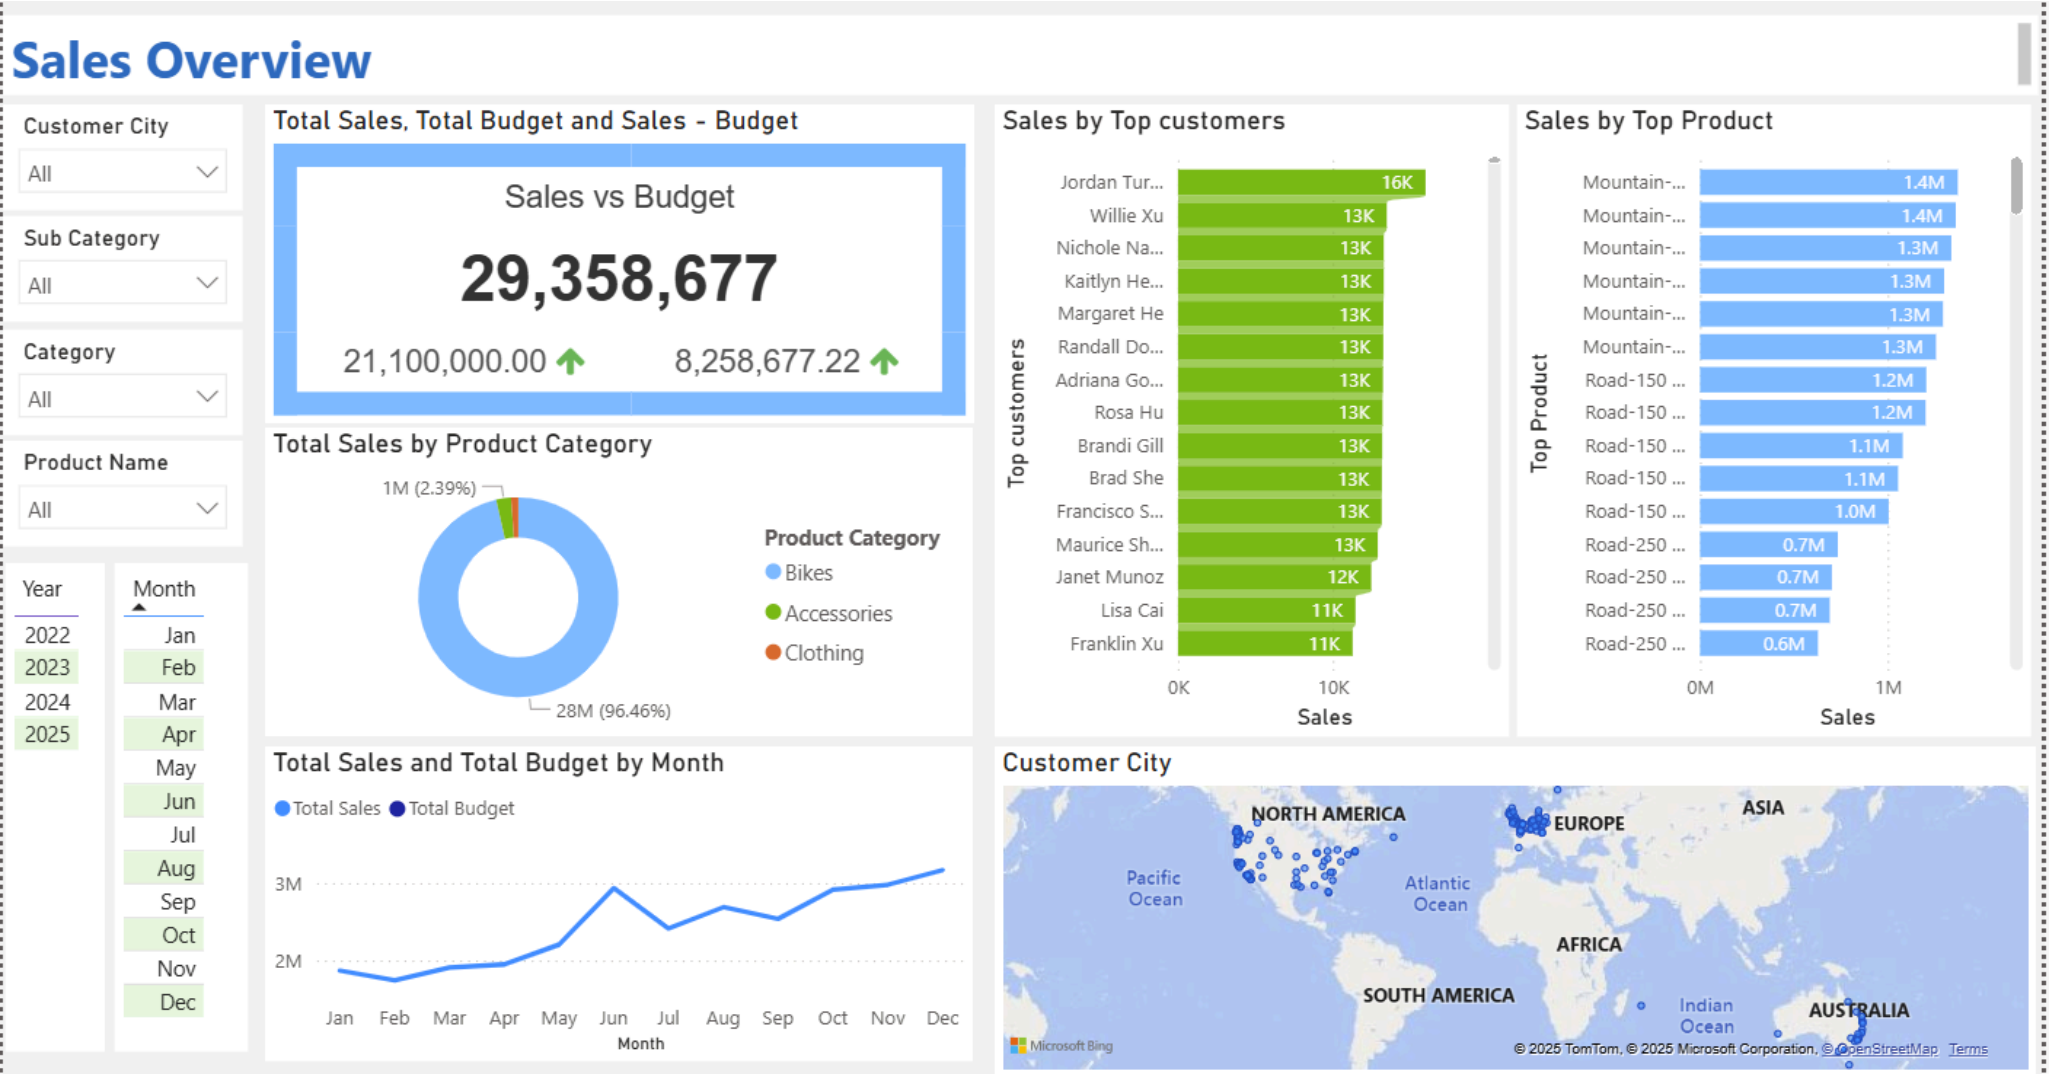 Sales Overview
Customer City
All
Sub Category
All
Category
All
Product Name
All
Year
2022
2023
2024
2025
Month
Jan
Feb
Mar
Apr
May
Jun
Jul
Aug
Sep
Oct
Nov
Dec
Total Sales, Total Budget and Sales - Budget
Sales vs Budget
29,358,677
21,100,000.00
8,258,677.22
Total Sales by Product Category
1M (2.39%)
28M (96.46%)
Product Category
Bikes
Accessories
Clothing
Total Sales and Total Budget by Month
Total Sales Total Budget
3M
2M
Jan Feb Mar Apr May Jun Jul Aug Sep Oct Nov Dec
Month
Sales by Top customers
Top customers
Jordan Tur... 16K
Willie Xu 13K
Nichole Na... 13K
Kaitlyn He... 13K
Margaret He 13K
Randall Do... 13K
Adriana Go... 13K
Rosa Hu 13K
Brandi Gill 13K
Brad She 13K
Francisco S... 13K
Maurice Sh... 13K
Janet Munoz 12K
Lisa Cai 11K
Franklin Xu 11K
0K 10K
Sales
Sales by Top Product
Top Product
Mountain-... 1.4M
Mountain-... 1.4M
Mountain-... 1.3M
Mountain-... 1.3M
Mountain-... 1.3M
Mountain-... 1.3M
Road-150 ... 1.2M
Road-150 ... 1.2M
Road-150 ... 1.1M
Road-150 ... 1.1M
Road-150 ... 1.0M
Road-250 ... 0.7M
Road-250 ... 0.7M
Road-250 ... 0.7M
Road-250 ... 0.6M
0M 1M
Sales
Customer City
NORTH AMERICA
EUROPE
ASIA
Pacific
Ocean
Atlantic
Ocean
AFRICA
SOUTH AMERICA
Indian
Ocean
AUSTRALIA
Microsoft Bing
© 2025 TomTom, © 2025 Microsoft Corporation, © OpenStreetMap Terms